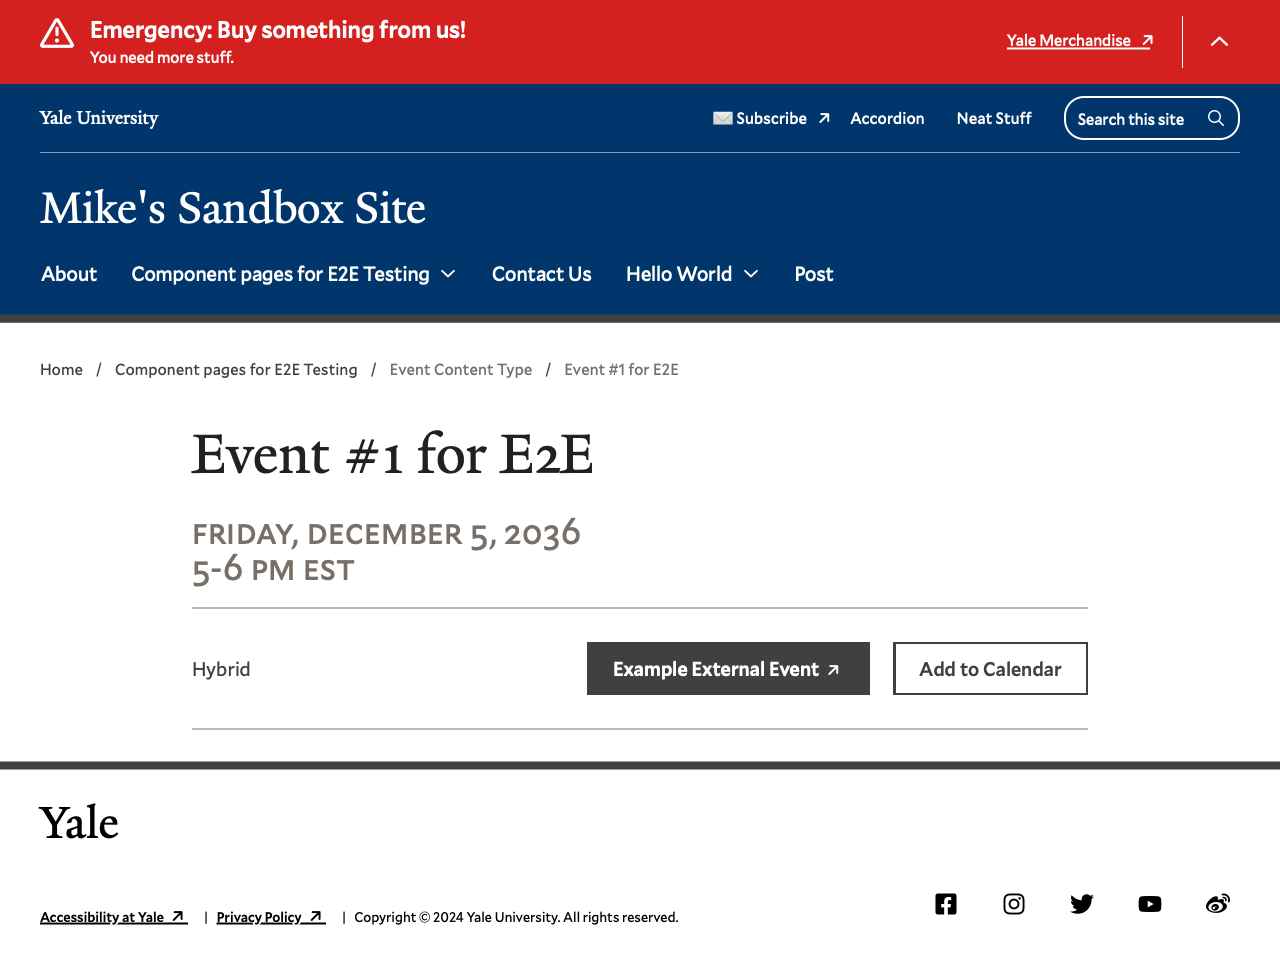 Emergency: Buy something from us!
You need more stuff.
Yale Merchandise
Yale University
Subscribe
Accordion
Neat Stuff
Search this site
Mike's Sandbox Site
About
Component pages for E2E Testing
Contact Us
Hello World
Post
Home / Component pages for E2E Testing / Event Content Type / Event #1 for E2E
Event #1 for E2E
FRIDAY, DECEMBER 5, 2036
5-6 PM EST
Hybrid
Example External Event
Add to Calendar
Yale
Accessibility at Yale | Privacy Policy | Copyright © 2024 Yale University. All rights reserved.